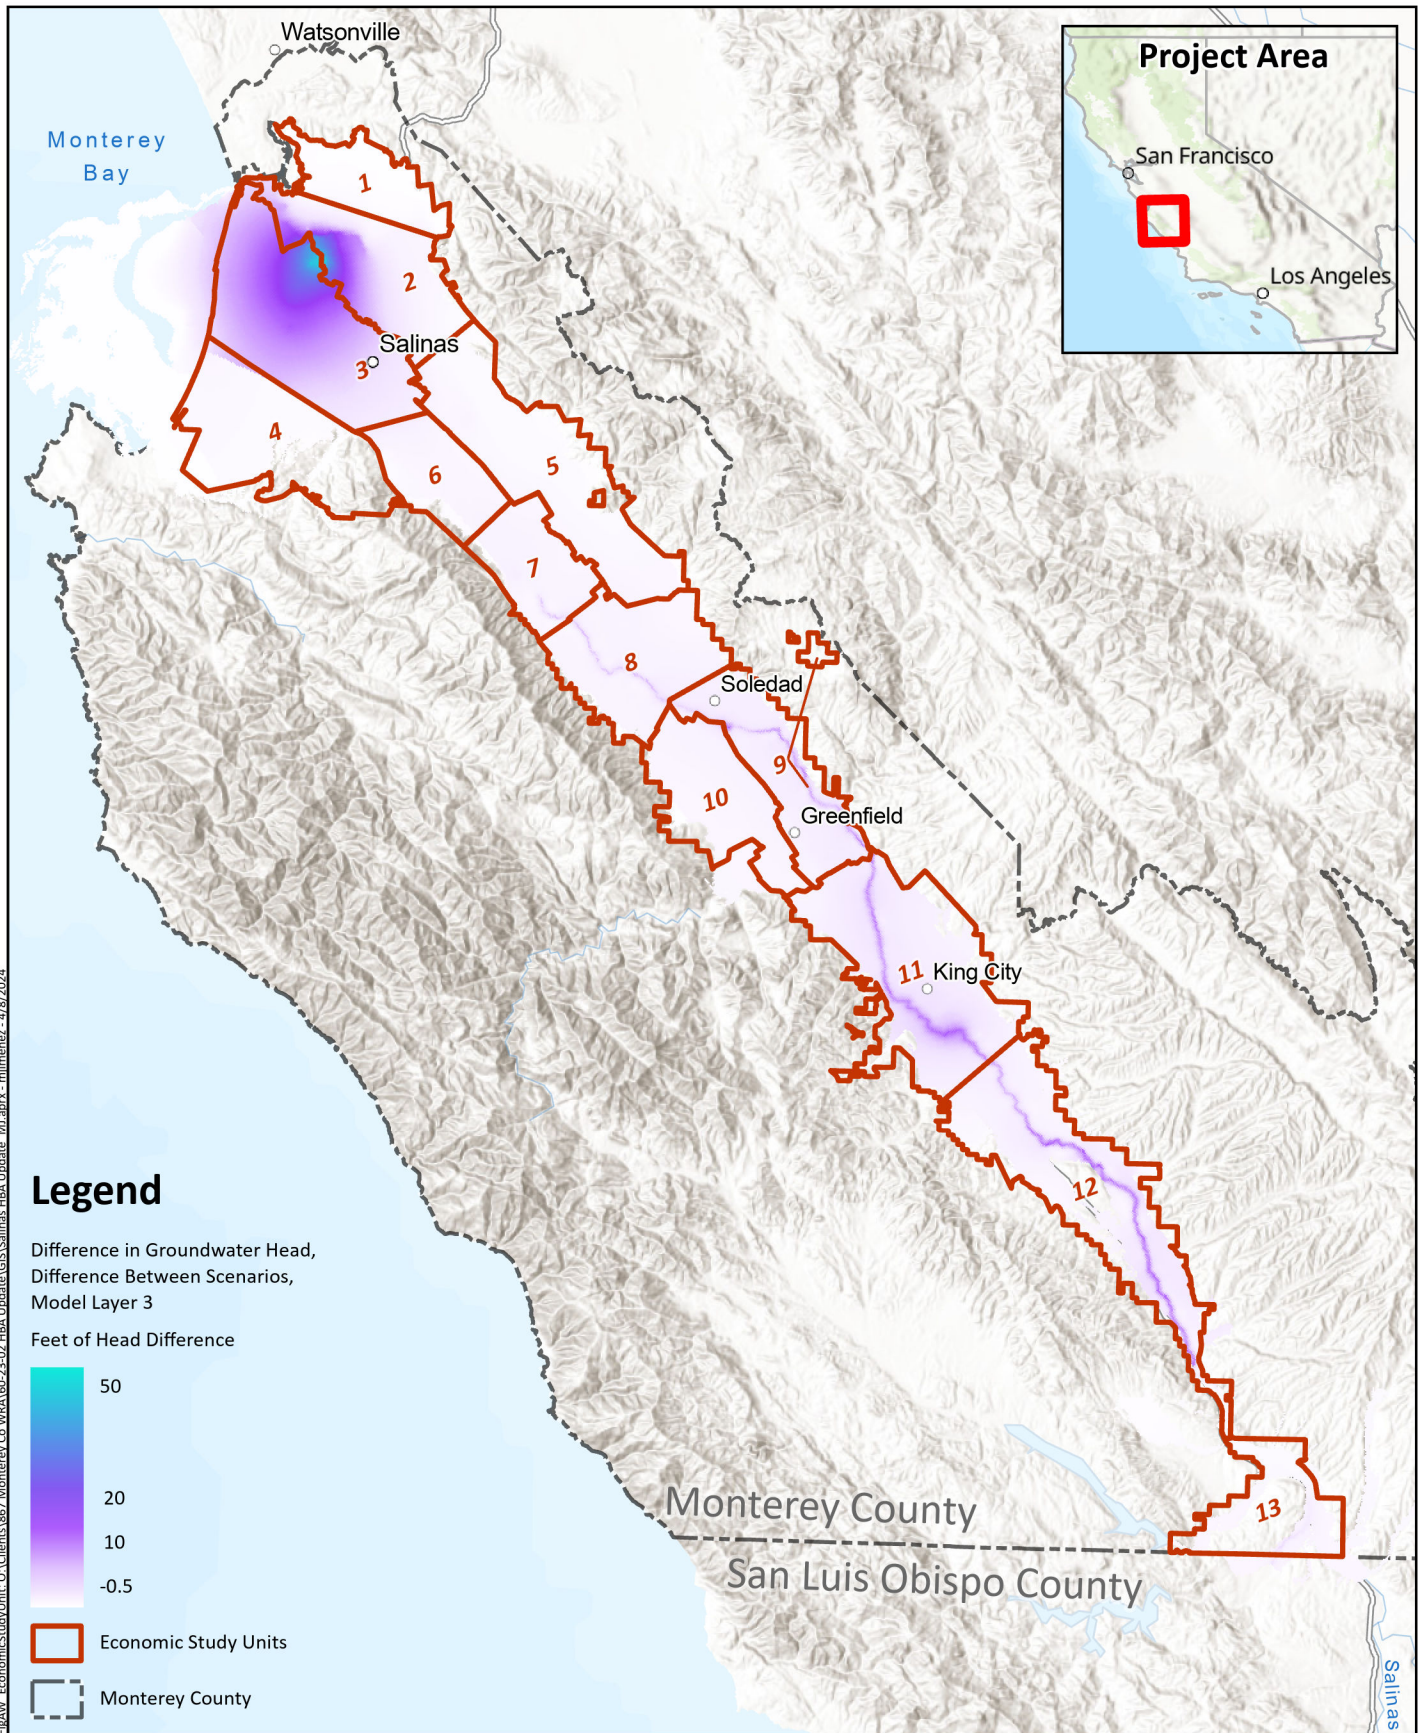 Watsonville
Project Area
Monterey
Bay
San Francisco
Los Angeles
1
2
Salinas
3
4
5
6
7
8
Soledad
9
10
Greenfield
11
King City
12
13
Monterey County
San Luis Obispo County
Salinas
Legend
Difference in Groundwater Head,
Difference Between Scenarios,
Model Layer 3
Feet of Head Difference
50
20
10
-0.5
Economic Study Units
Monterey County